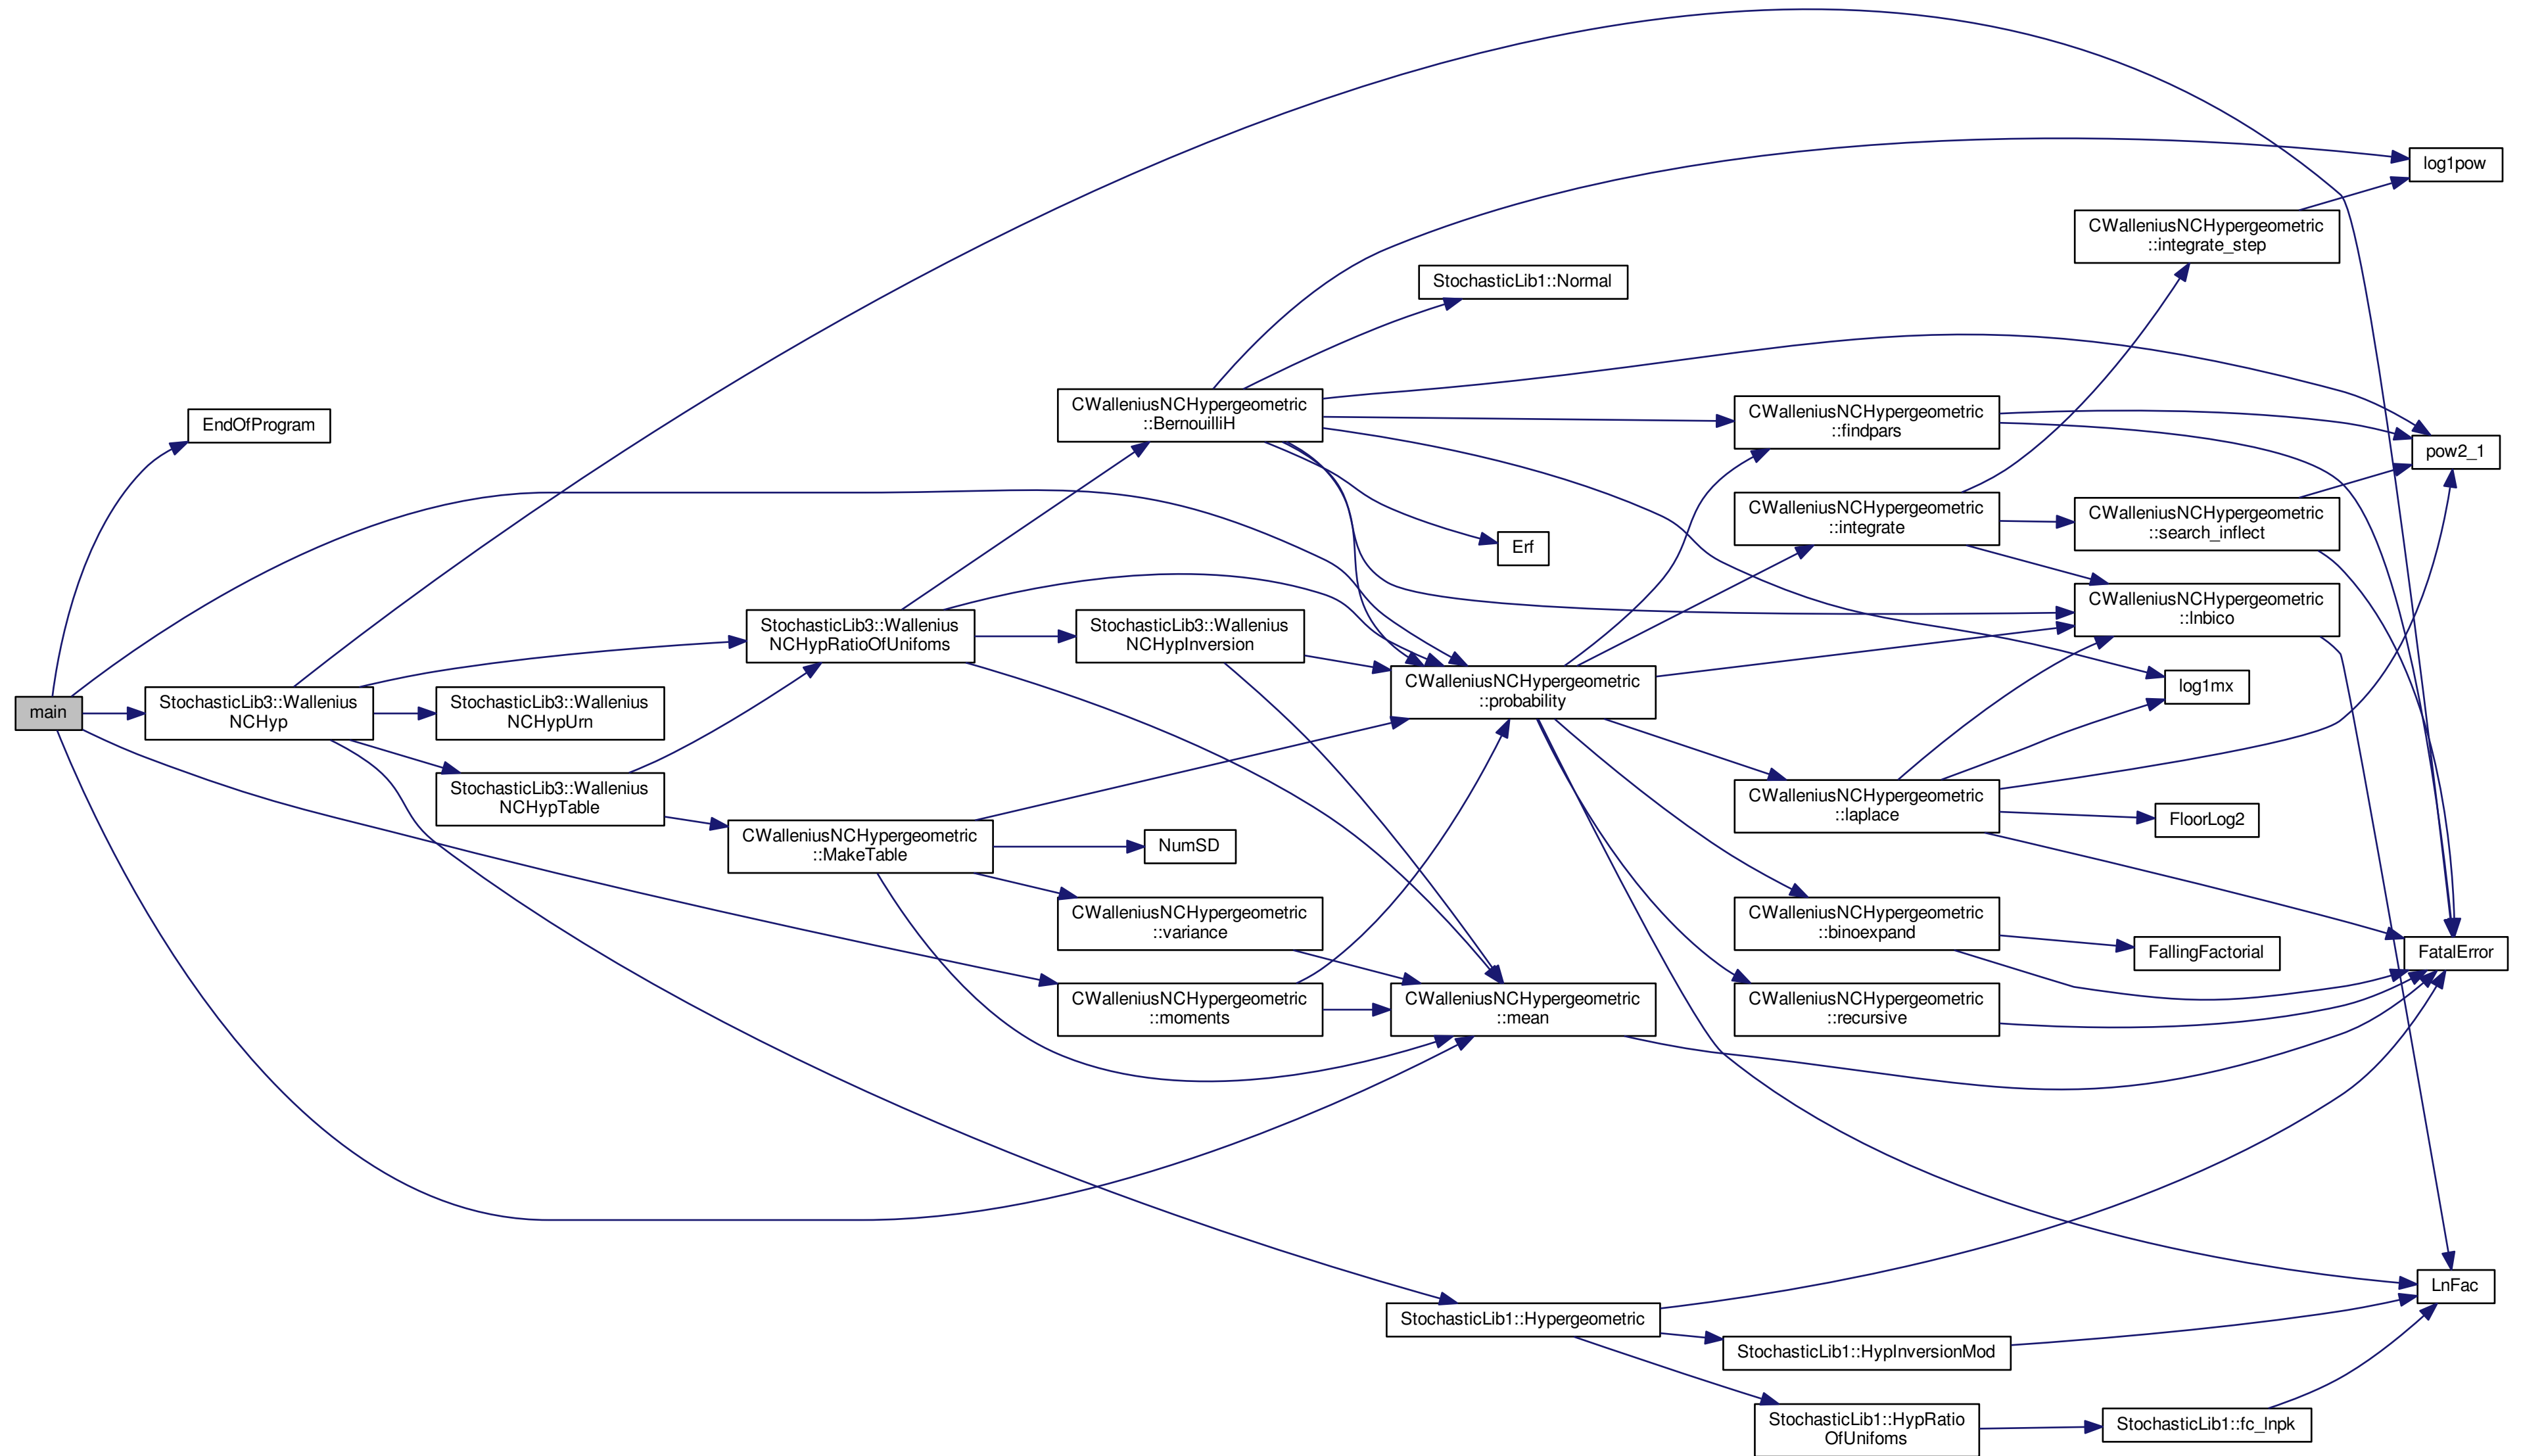 main
EndOfProgram
StochasticLib3::Wallenius
NCHyp
StochasticLib3::Wallenius
NCHypUrn
StochasticLib3::Wallenius
NCHypTable
StochasticLib3::Wallenius
NCHypRatioOfUnifoms
CWalleniusNCHypergeometric
::MakeTable
CWalleniusNCHypergeometric
::BernouilliH
StochasticLib3::Wallenius
NCHypInversion
NumSD
CWalleniusNCHypergeometric
::variance
CWalleniusNCHypergeometric
::moments
StochasticLib1::Normal
Erf
CWalleniusNCHypergeometric
::probability
CWalleniusNCHypergeometric
::mean
StochasticLib1::Hypergeometric
CWalleniusNCHypergeometric
::findpars
CWalleniusNCHypergeometric
::integrate
CWalleniusNCHypergeometric
::laplace
CWalleniusNCHypergeometric
::binoexpand
CWalleniusNCHypergeometric
::recursive
StochasticLib1::HypInversionMod
StochasticLib1::HypRatio
OfUnifoms
CWalleniusNCHypergeometric
::integrate_step
CWalleniusNCHypergeometric
::search_inflect
CWalleniusNCHypergeometric
::lnbico
log1mx
FloorLog2
FallingFactorial
StochasticLib1::fc_lnpk
log1pow
pow2_1
FatalError
LnFac